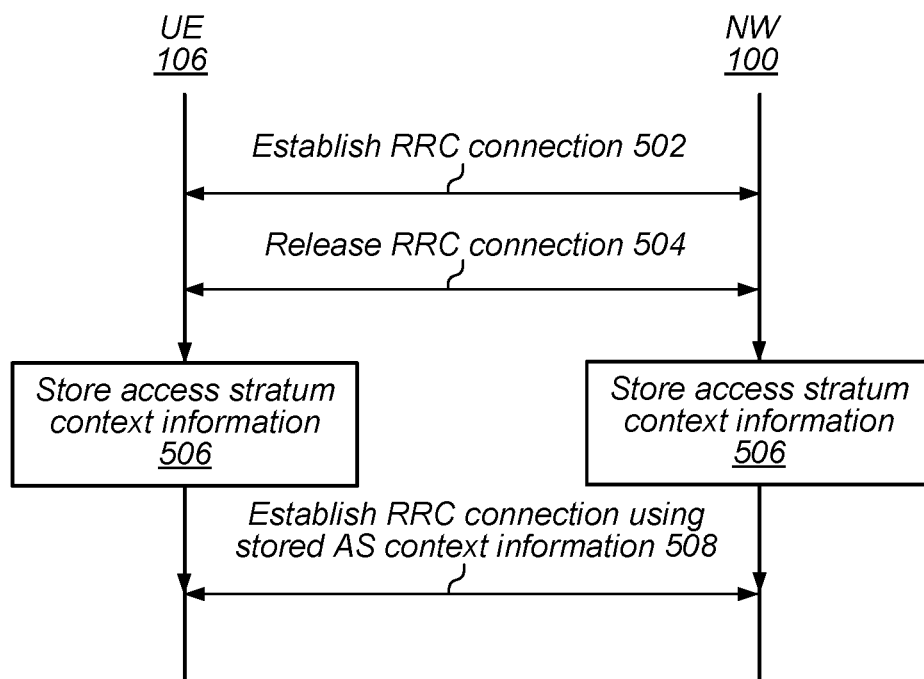 UE
106
NW
100
Establish RRC connection 502
Release RRC connection 504
Store access stratum
context information
506
Store access stratum
context information
506
Establish RRC connection using
stored AS context information 508